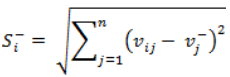 $S_i^- = \sqrt{\sum_{j=1}^{n} (v_{ij} - v_j^-)^2}$